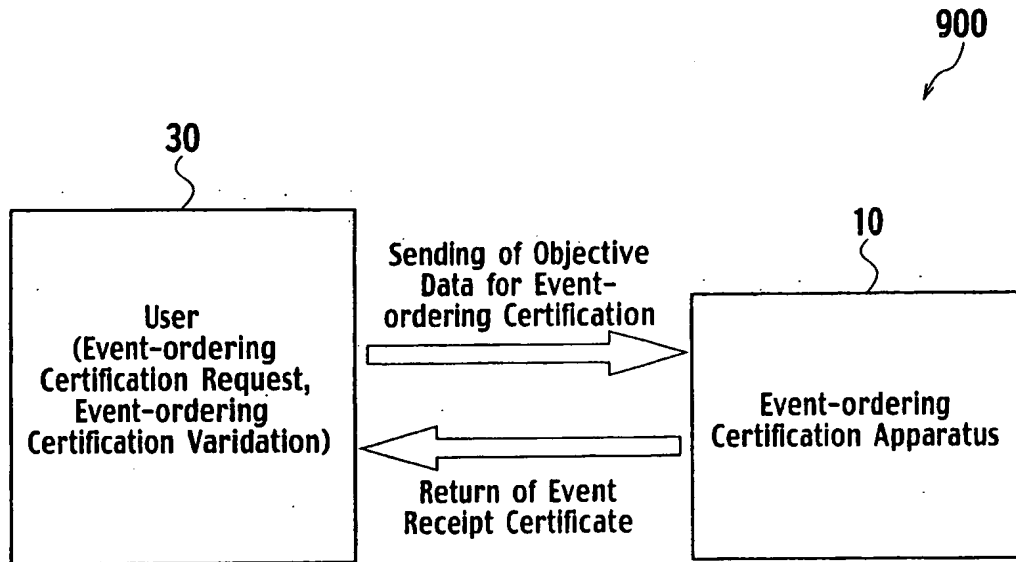 900
30
10
Sending of Objective
Data for Event-
ordering Certification
User
(Event-ordering
Certification Request,
Event-ordering
Certification Varidation)
Event-ordering
Certification Apparatus
Return of Event
Receipt Certificate